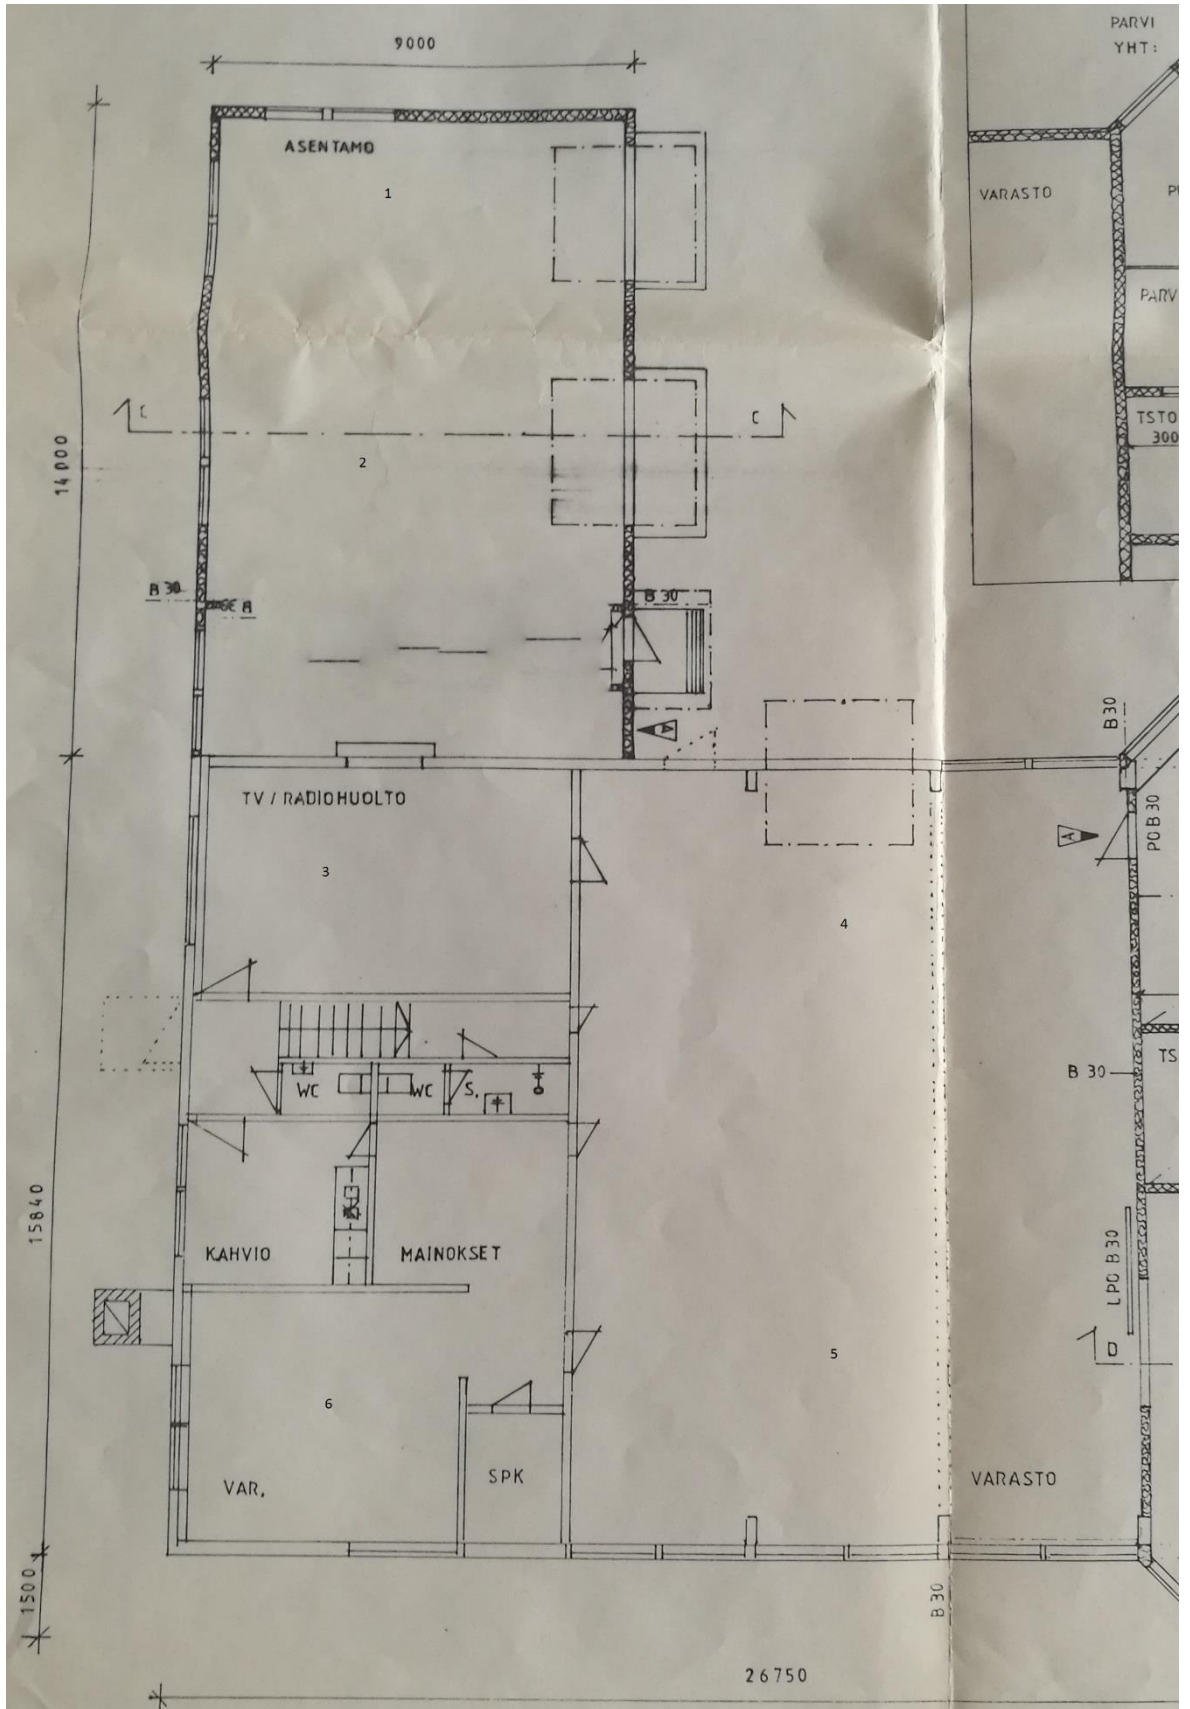 PARVI
YHT:
9000
ASENTAMO
1
VARASTO
PARV
C
C
TSTO
300
14000
2
B 30
B 30
B 30
TV / RADIOHUOLTO
A
PO B 30
3
4
WC
WC
S.
B 30
TS
15840
KAHVIO
MAINOKSET
LPO B 30
D
5
6
VAR.
SPK
VARASTO
1500
B 30
26750